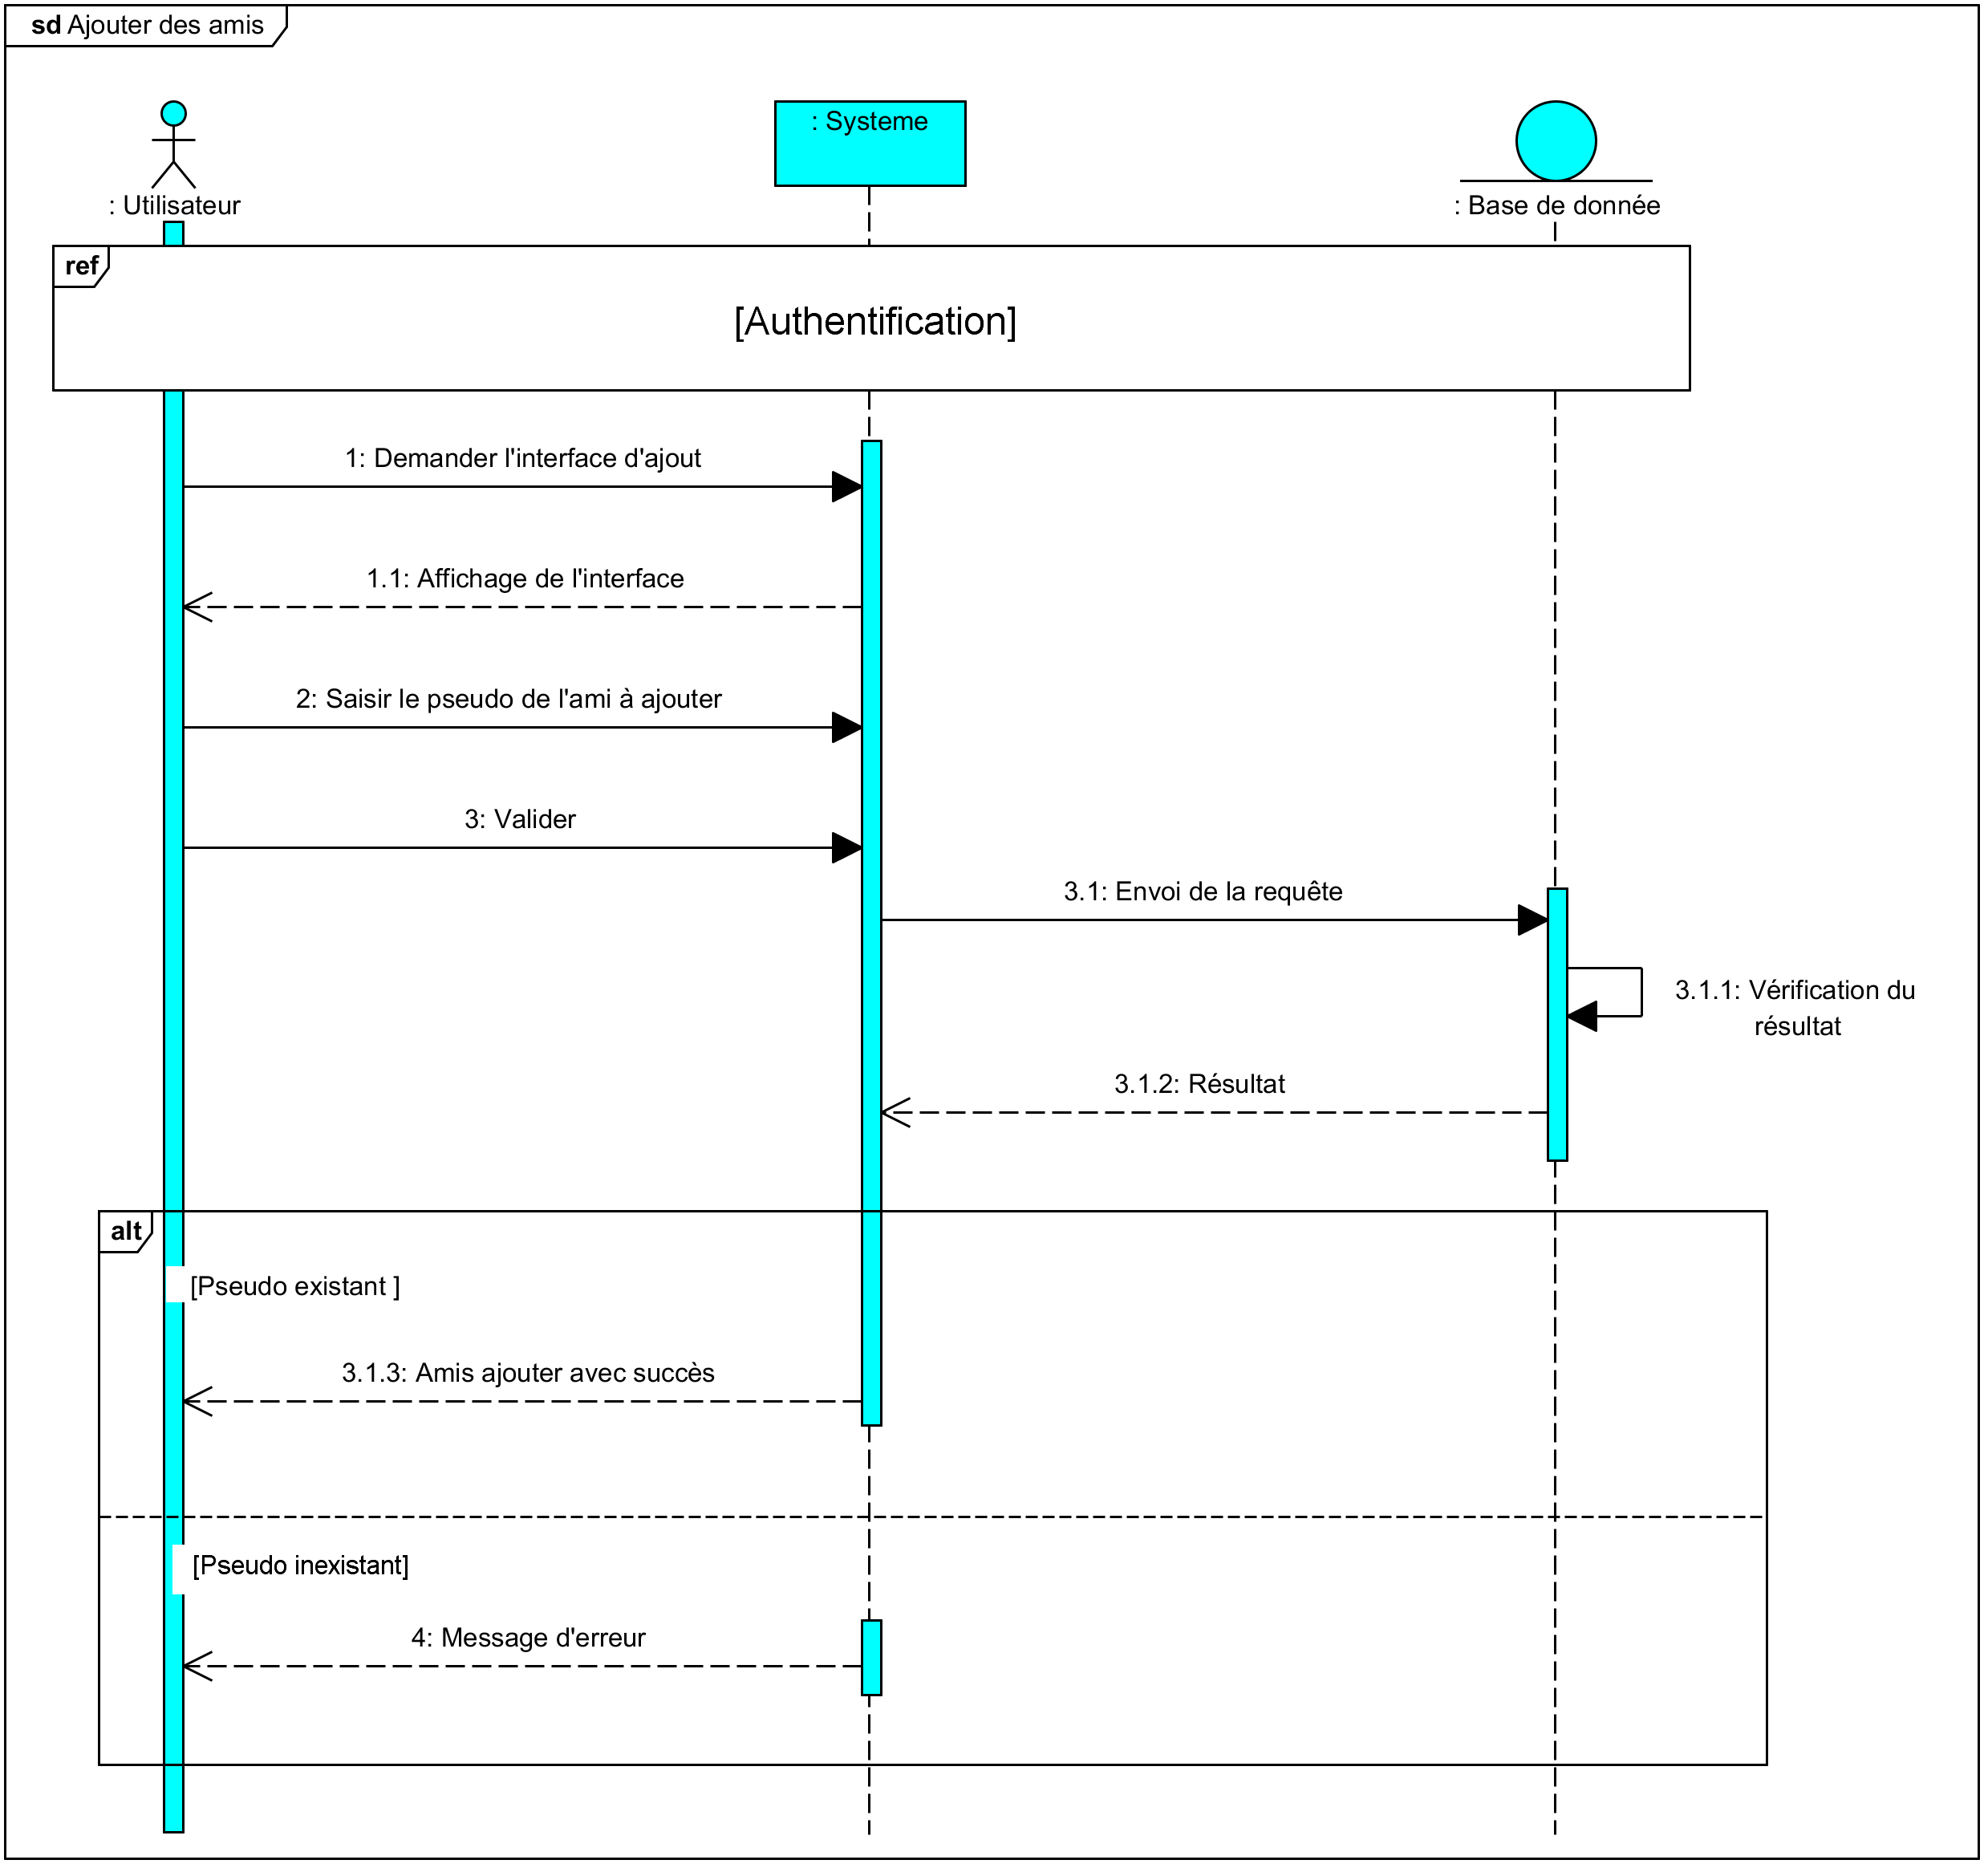 sd Ajouter des amis
: Systeme
: Utilisateur
: Base de donnée
ref
[Authentification]
1: Demander l'interface d'ajout
1.1: Affichage de l'interface
2: Saisir le pseudo de l'ami à ajouter
3: Valider
3.1: Envoi de la requête
3.1.1: Vérification du
résultat
3.1.2: Résultat
alt
[Pseudo existant ]
3.1.3: Amis ajouter avec succès
[Pseudo inexistant]
4: Message d'erreur